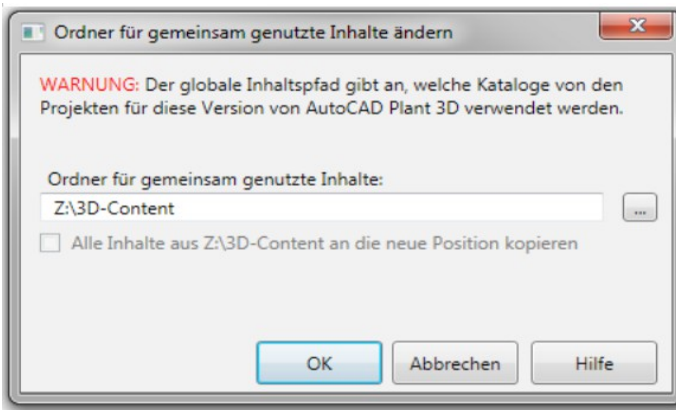 Ordner für gemeinsam genutzte Inhalte ändern
WARNUNG: Der globale Inhaltspfad gibt an, welche Kataloge von den
Projekten für diese Version von AutoCAD Plant 3D verwendet werden.
Ordner für gemeinsam genutzte Inhalte:
Z:\3D-Content
...
Alle Inhalte aus Z:\3D-Content an die neue Position kopieren
OK Abbrechen Hilfe